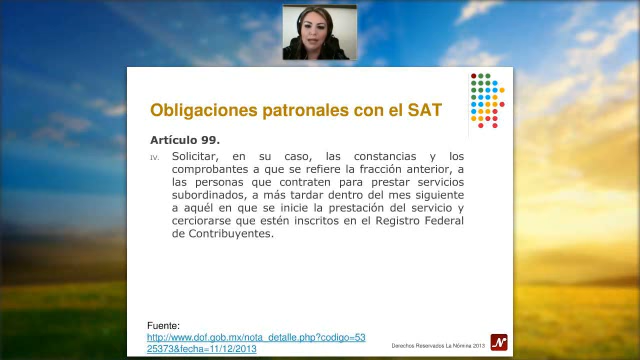 Obligaciones patronales con el SAT
Artículo 99.
IV. Solicitar, en su caso, las constancias y los
comprobantes a que se refiere la fracción anterior, a
las personas que contraten para prestar servicios
subordinados, a más tardar dentro del mes siguiente
a aquél en que se inicie la prestación del servicio y
cerciorarse que estén inscritos en el Registro Federal
de Contribuyentes.
Fuente:
http://www.dof.gob.mx/nota_detalle.php?codigo=53
25373&fecha=11/12/2013
Derechos Reservados La Nómina 2013
N